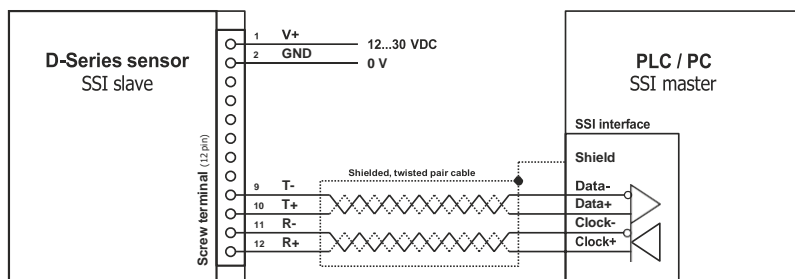 D-Series sensor
SSI slave
Screw terminal (12 pin)
1 V+ 12...30 VDC
2 GND 0 V
9 T-
10 T+
11 R-
12 R+
Shielded, twisted pair cable
PLC / PC
SSI master
SSI interface
Shield
Data-
Data+
Clock-
Clock+